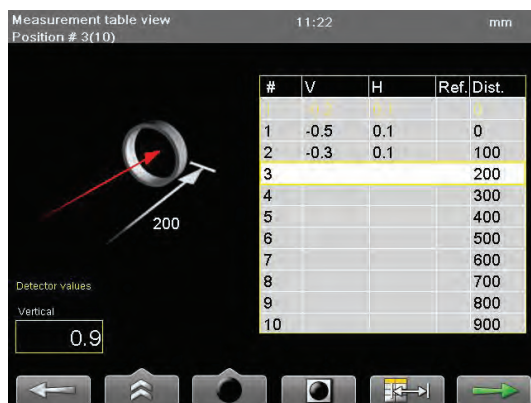 Measurement table view 11:22 mm
Position # 3(10)
# V H Ref. Dist.
1 0
1 -0.5 0.1 0
2 -0.3 0.1 100
3 200
4 300
5 400
6 500
7 600
8 700
9 800
10 900
200
Detector values
Vertical
0.9